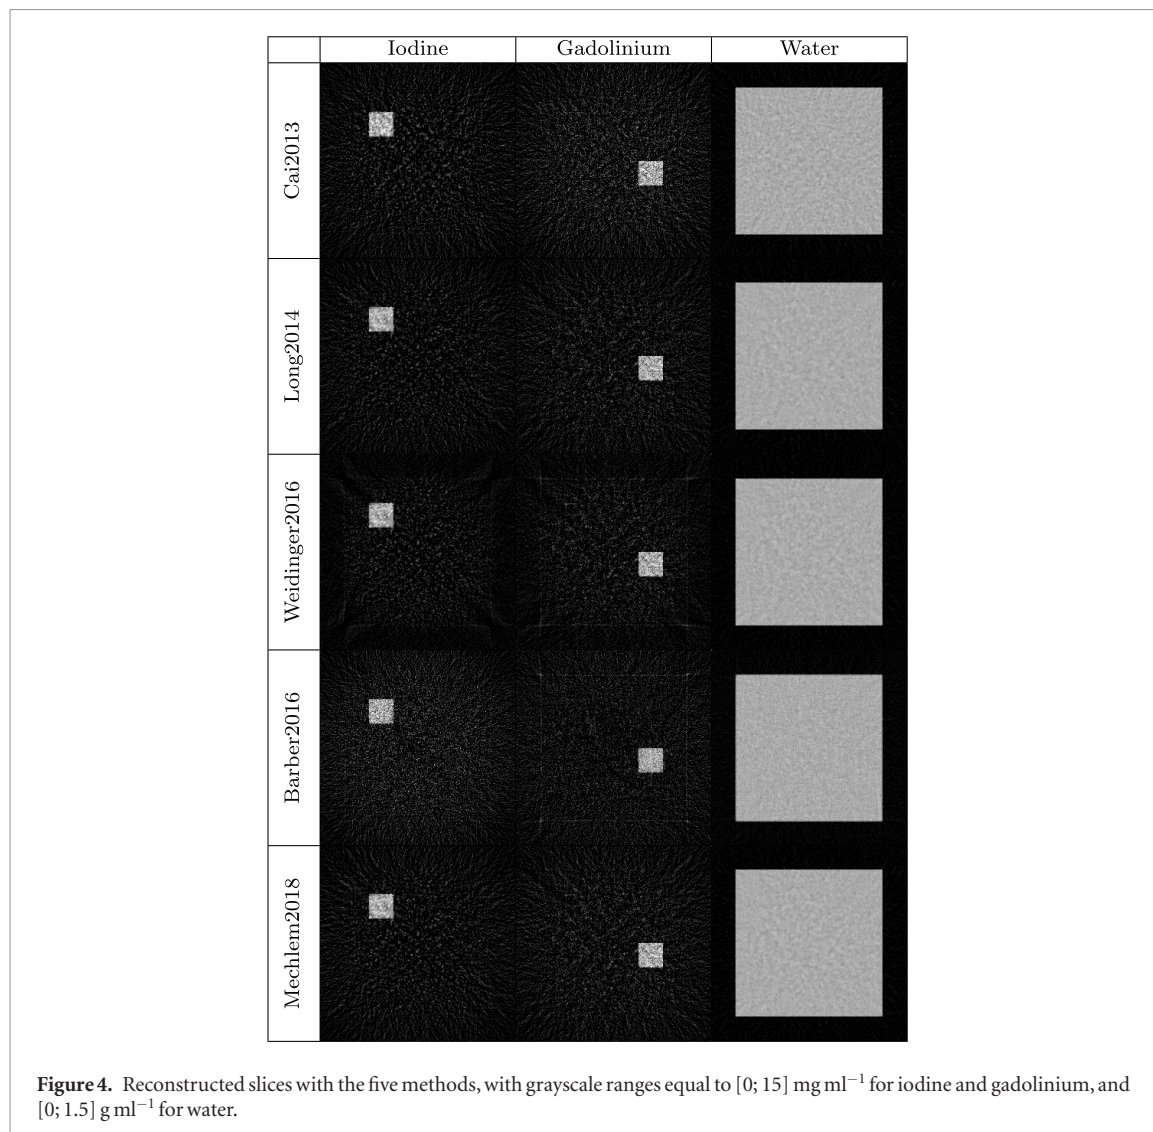 Iodine Gadolinium Water
Cai2013
Long2014
Weidinger2016
Barber2016
Mechlem2018
Figure 4. Reconstructed slices with the five methods, with grayscale ranges equal to [0; 15] mg ml⁻¹ for iodine and gadolinium, and
[0; 1.5] g ml⁻¹ for water.